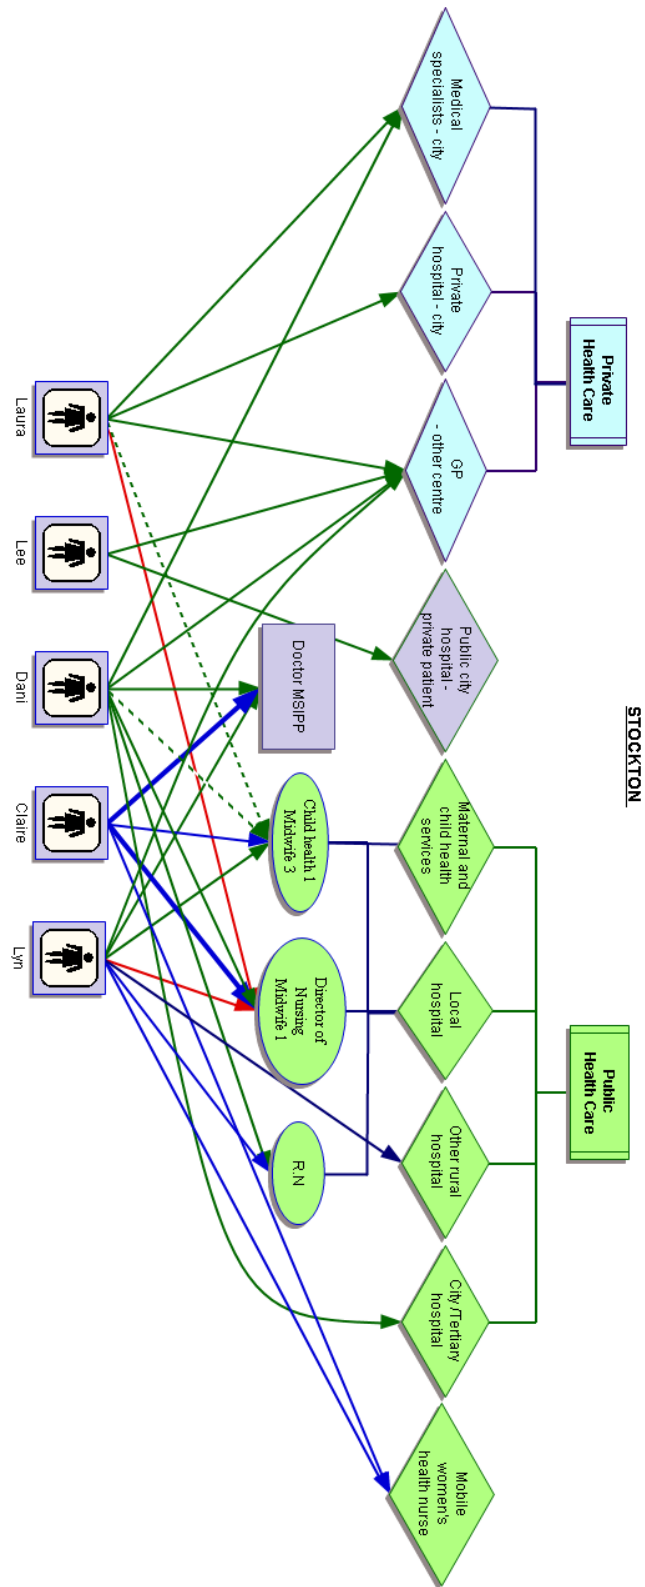 STOCKTON
Private
Health Care
Public
Health Care
Medical
specialists - city
Private
hospital - city
GP
- other centre
Public city
hospital -
private patient
Maternal and
child health
services
Local
hospital
Other rural
hospital
City /Tertiary
hospital
Mobile
women's
health nurse
Doctor MSIPP
Child health 1
Midwife 3
Director of
Nursing
Midwife 1
R.N
Laura
Lee
Dani
Claire
Lyn